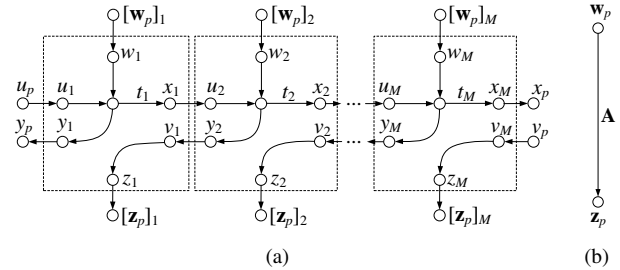 [w_p]_1 [w_p]_2 [w_p]_M w_p
w_1 w_2 w_M
u_p u_1 t_1 x_1 u_2 t_2 x_2 ... u_M t_M x_M x_p
A
y_p y_1 v_1 y_2 v_2 ... y_M v_M v_p
z_1 z_2 z_M
[z_p]_1 [z_p]_2 [z_p]_M z_p
(a) (b)